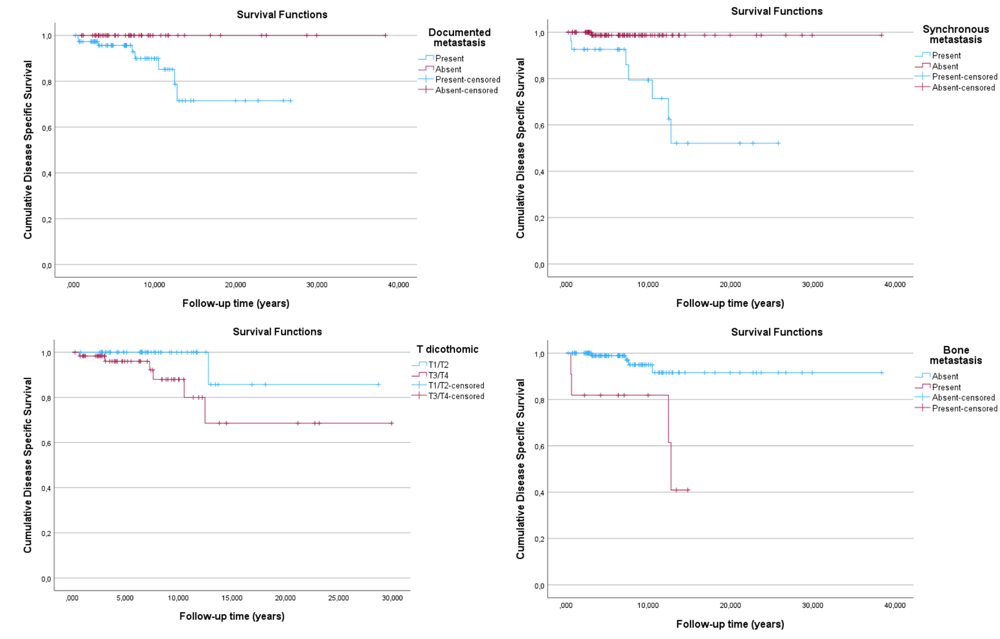 Survival Functions
Cumulative Disease Specific Survival
1,0
0,8
0,6
0,4
0,2
0,0
,000
10,000
20,000
30,000
40,000
Follow-up time (years)
Documented
metastasis
Present
Absent
Present-censored
Absent-censored
Survival Functions
Cumulative Disease Specific Survival
1,0
0,8
0,6
0,4
0,2
0,0
,000
10,000
20,000
30,000
40,000
Follow-up time (years)
Synchronous
metastasis
Present
Absent
Present-censored
Absent-censored
Survival Functions
Cumulative Disease Specific Survival
1,0
0,8
0,6
0,4
0,2
0,0
,000
5,000
10,000
15,000
20,000
25,000
30,000
Follow-up time (years)
T dicothomic
T1/T2
T3/T4
T1/T2-censored
T3/T4-censored
Survival Functions
Cumulative Disease Specific Survival
1,0
0,8
0,6
0,4
0,2
0,0
,000
10,000
20,000
30,000
40,000
Follow-up time (years)
Bone
metastasis
Absent
Present
Absent-censored
Present-censored